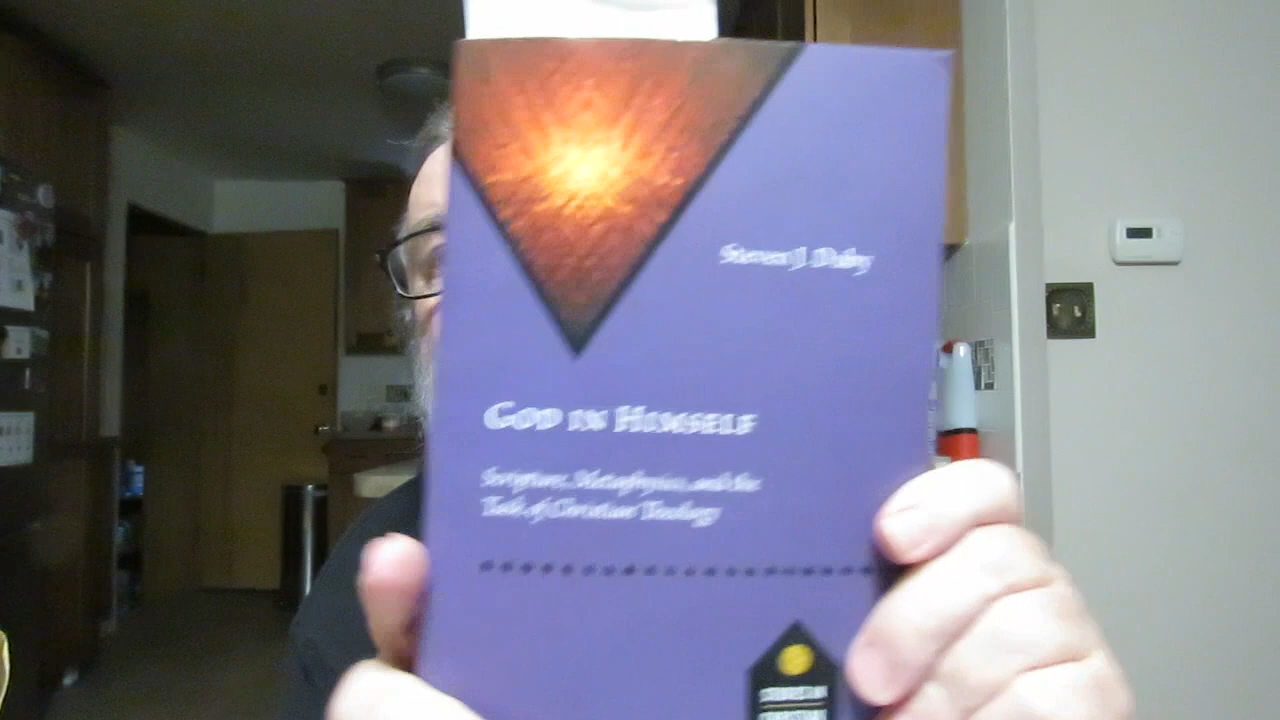 Steven J. Duby
GOD IN HIMSELF
Scripture, Metaphysics, and the
Task of Christian Theology